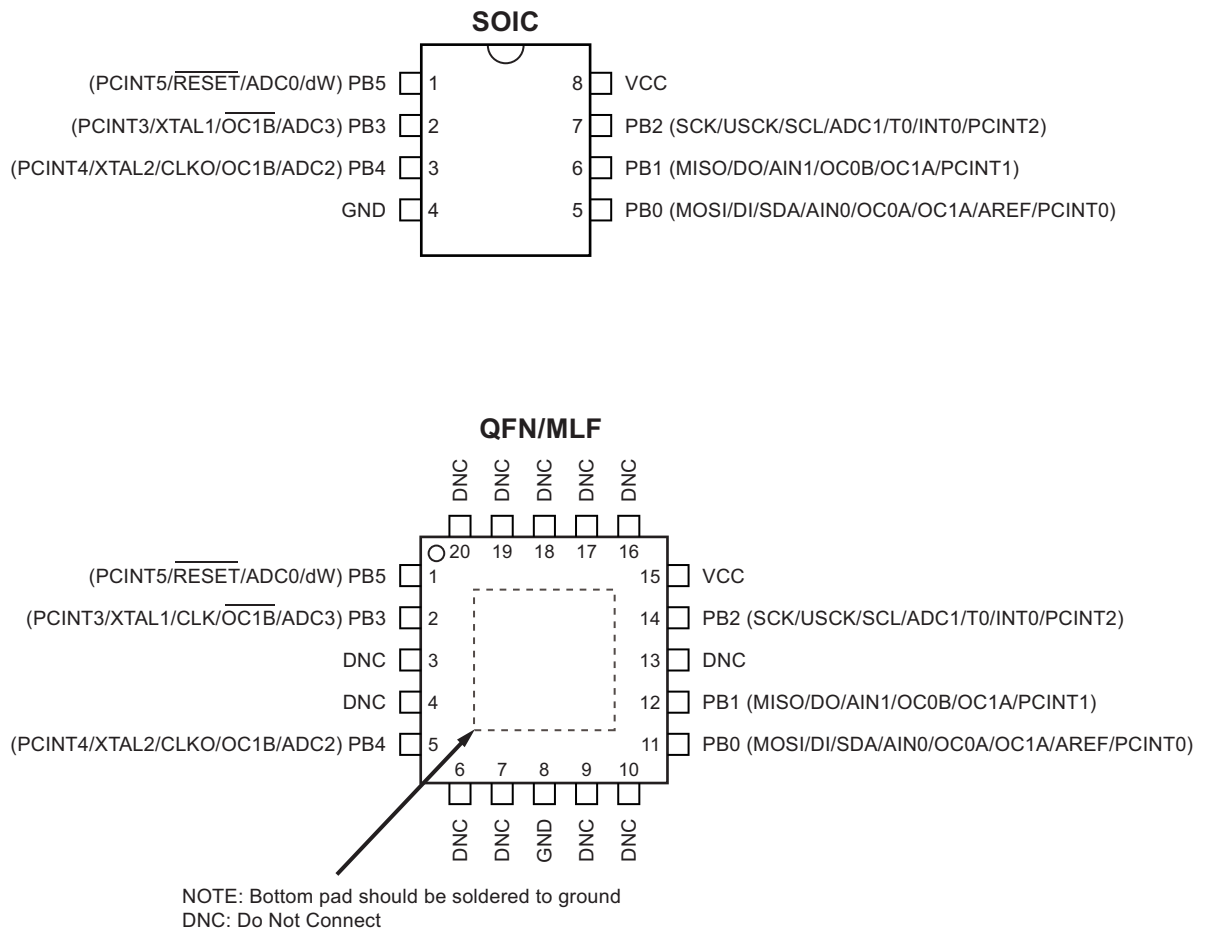 SOIC
(PCINT5/RESET/ADC0/dW) PB5
1
8
VCC
(PCINT3/XTAL1/OC1B/ADC3) PB3
2
7
PB2 (SCK/USCK/SCL/ADC1/T0/INT0/PCINT2)
(PCINT4/XTAL2/CLKO/OC1B/ADC2) PB4
3
6
PB1 (MISO/DO/AIN1/OC0B/OC1A/PCINT1)
GND
4
5
PB0 (MOSI/DI/SDA/AIN0/OC0A/OC1A/AREF/PCINT0)
QFN/MLF
DNC
DNC
DNC
DNC
DNC
20
19
18
17
16
(PCINT5/RESET/ADC0/dW) PB5
1
15
VCC
(PCINT3/XTAL1/CLK/OC1B/ADC3) PB3
2
14
PB2 (SCK/USCK/SCL/ADC1/T0/INT0/PCINT2)
DNC
3
13
DNC
DNC
4
12
PB1 (MISO/DO/AIN1/OC0B/OC1A/PCINT1)
(PCINT4/XTAL2/CLKO/OC1B/ADC2) PB4
5
11
PB0 (MOSI/DI/SDA/AIN0/OC0A/OC1A/AREF/PCINT0)
6
7
8
9
10
DNC
DNC
GND
DNC
DNC
NOTE: Bottom pad should be soldered to ground
DNC: Do Not Connect